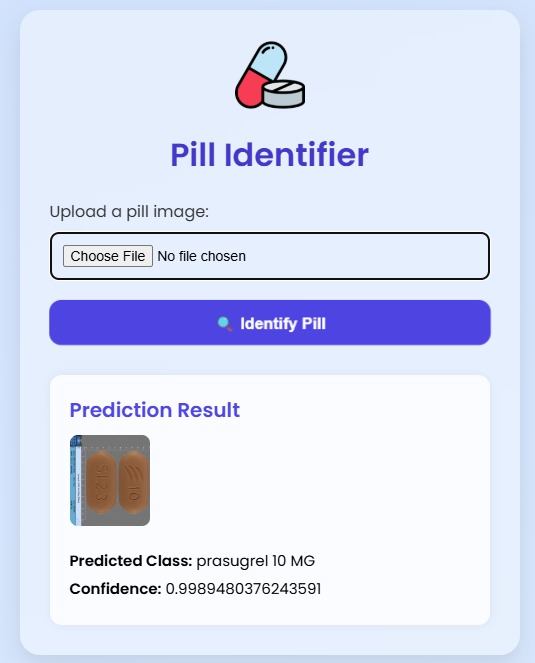 Pill Identifier
Upload a pill image:
Choose File No file chosen
🔍 Identify Pill
Prediction Result
10
Predicted Class: prasugrel 10 MG
Confidence: 0.9989480376243591